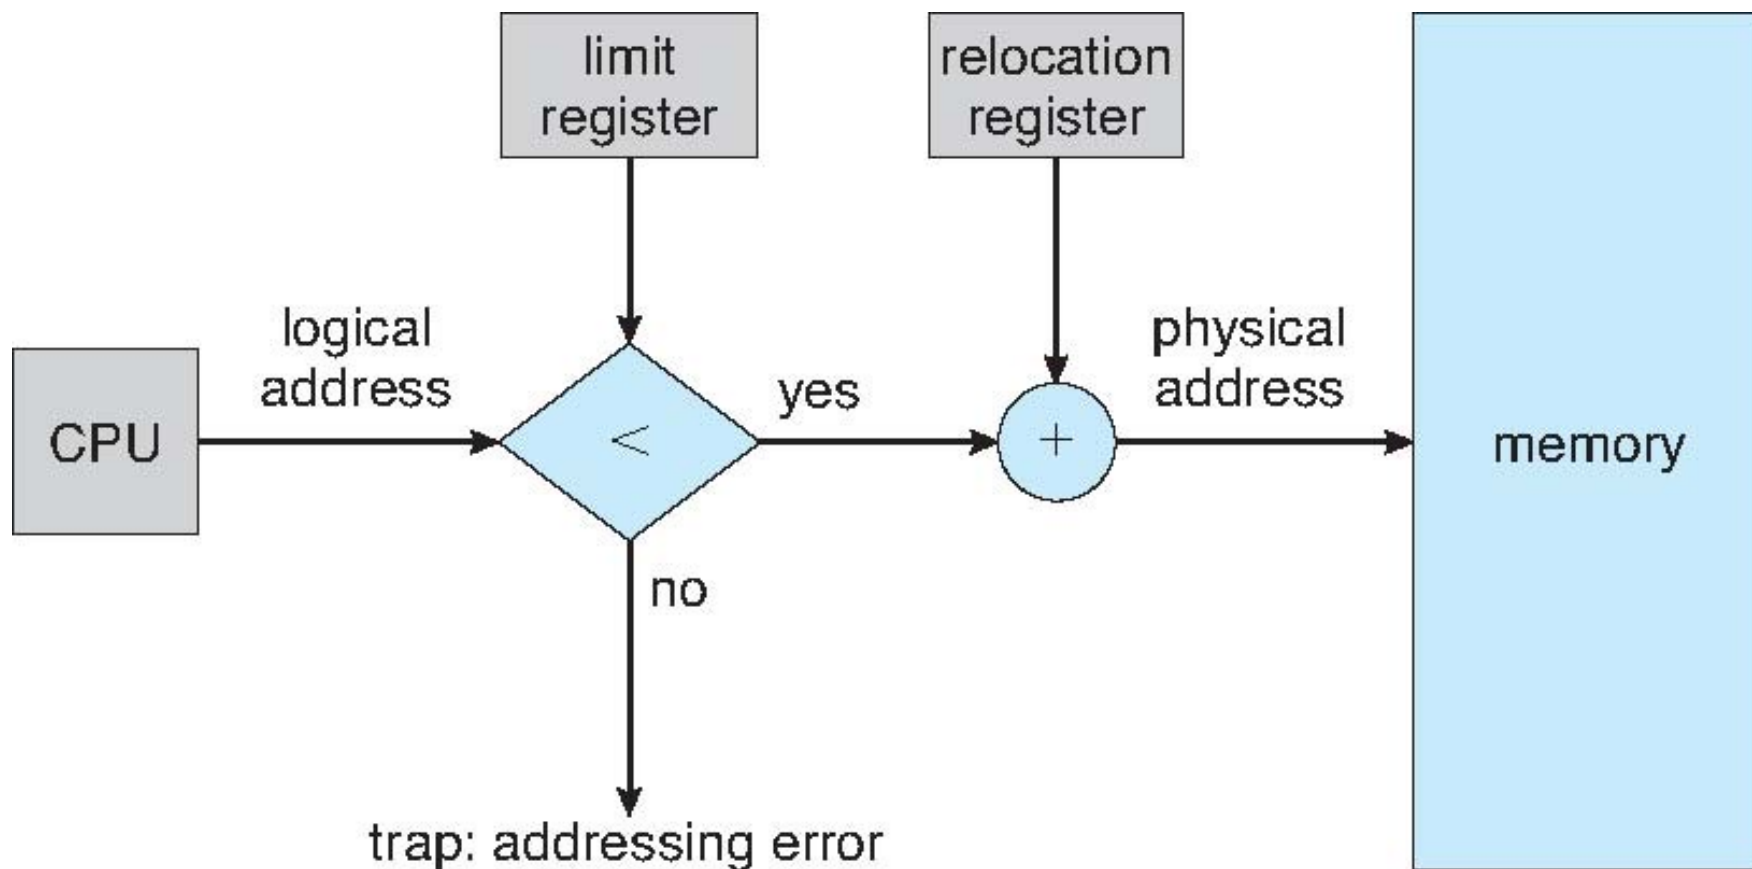 limit
register
relocation
register
logical
address
physical
address
CPU
<
yes
+
memory
no
trap: addressing error